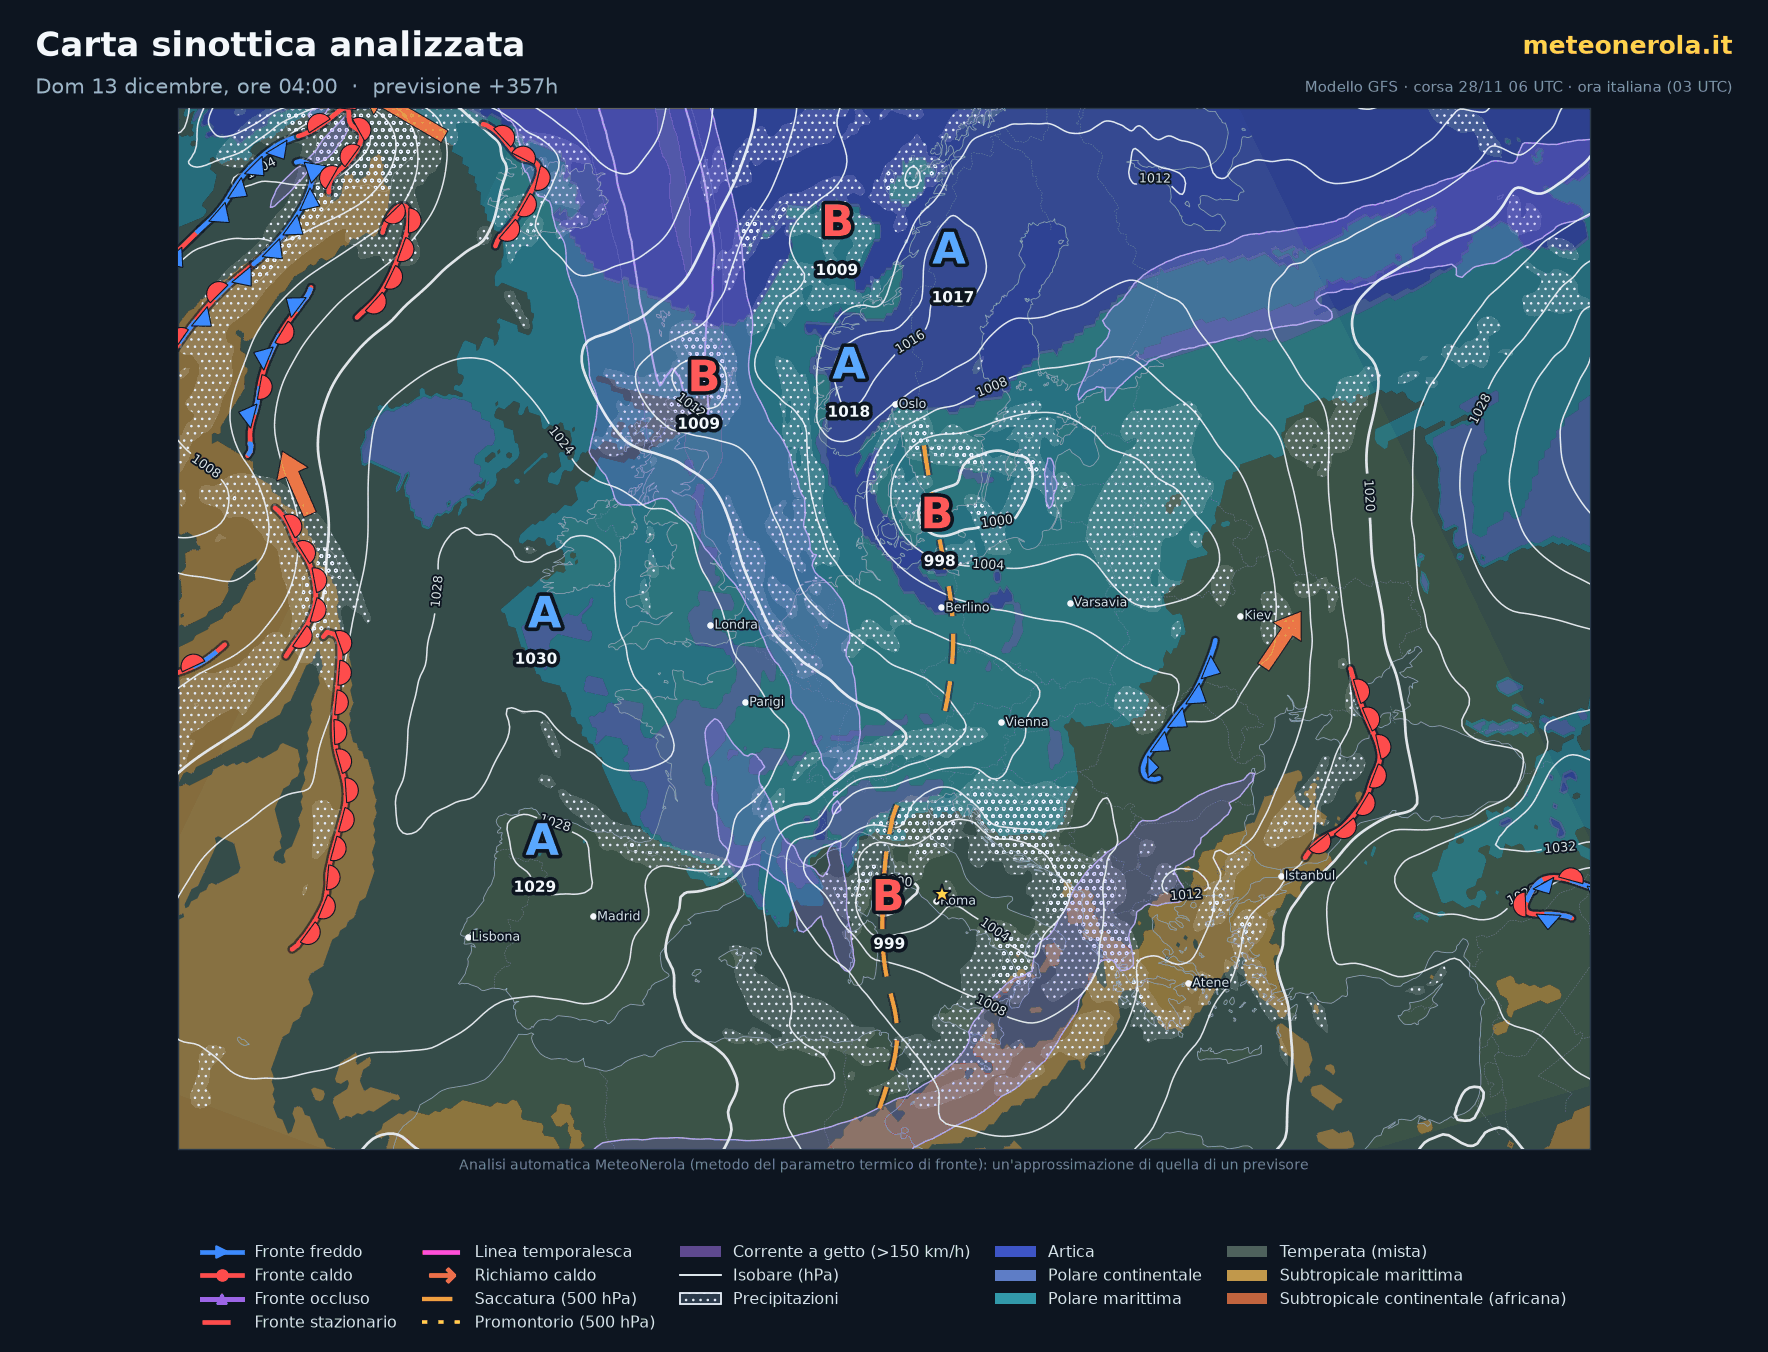 Carta sinottica analizzata
meteonerola.it
Dom 13 dicembre, ore 04:00 · previsione +357h
Modello GFS · corsa 28/11 06 UTC · ora italiana (03 UTC)
1012
B
1009
A
1017
1016
A
1018
B
1012
1009
1008
Oslo
1028
1024
1008
1020
B
1000
998
1004
1028
A
1030
Londra
Berlino
Varsavia
Kiev
Parigi
Vienna
1028
A
1029
1032
Istanbul
1012
B
Roma
999
1004
Madrid
Lisbona
Atene
1008
Analisi automatica MeteoNerola (metodo del parametro termico di fronte): un'approssimazione di quella di un previsore
Fronte freddo
Fronte caldo
Fronte occluso
Fronte stazionario
Linea temporalesca
Richiamo caldo
Saccatura (500 hPa)
Promontorio (500 hPa)
Corrente a getto (>150 km/h)
Isobare (hPa)
Precipitazioni
Artica
Polare continentale
Polare marittima
Temperata (mista)
Subtropicale marittima
Subtropicale continentale (africana)